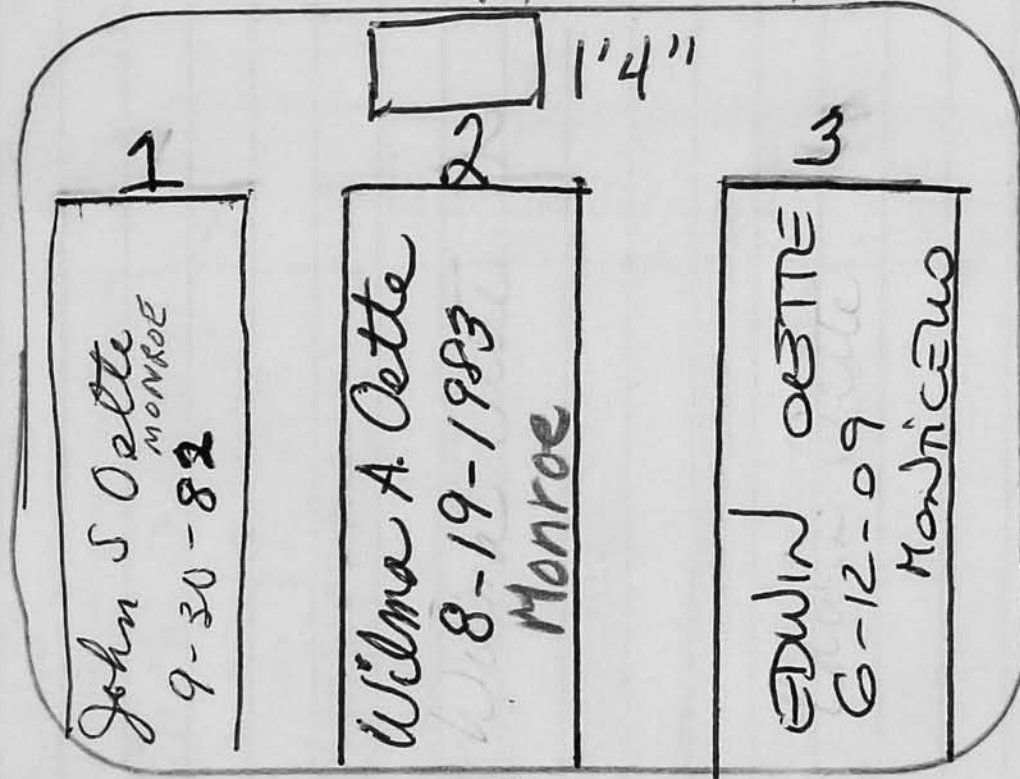 1'4"
1
John S Oette
MONROE
9-30-82
2
Wilma A. Oette
8-19-1983
Monroe
3
EDWIN OETTE
6-12-09
MONTICELLO